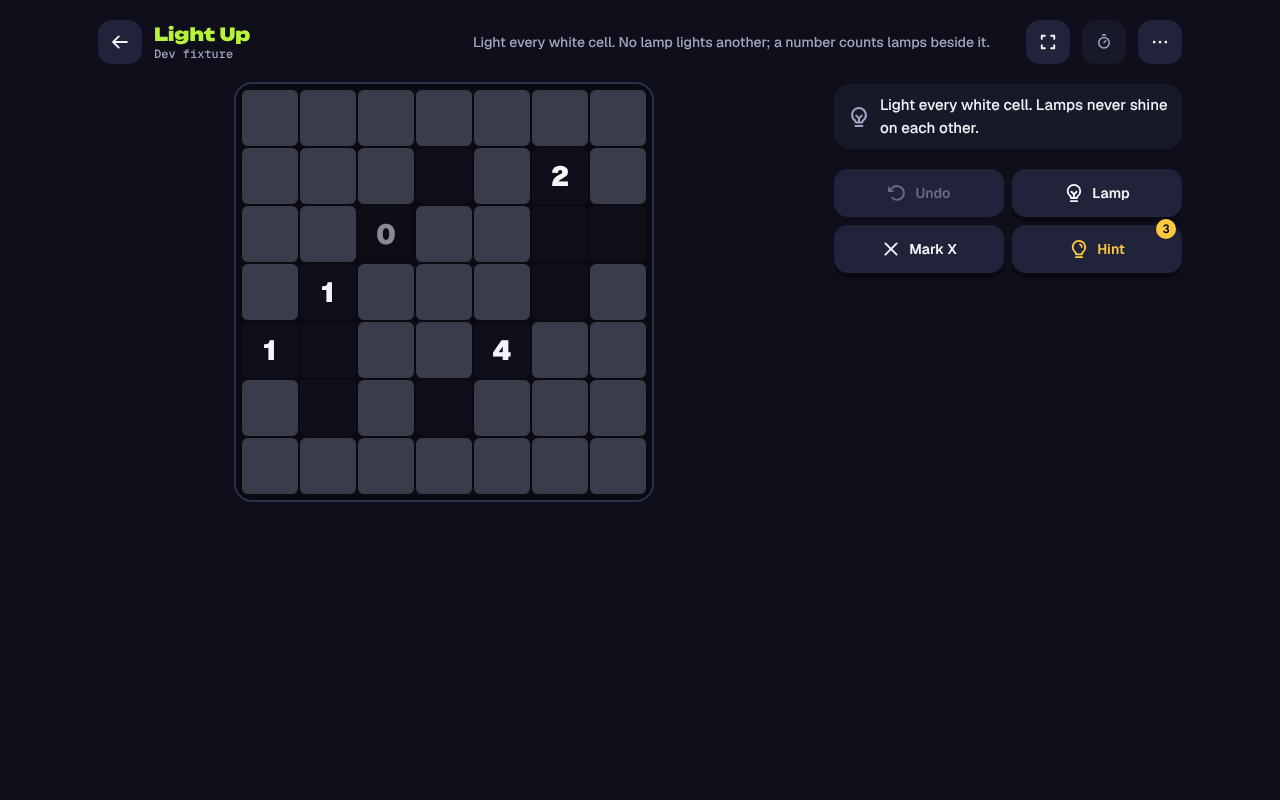 Light Up
Dev fixture
Light every white cell. No lamp lights another; a number counts lamps beside it.
Light every white cell. Lamps never shine
on each other.
Undo
Lamp
Mark X
Hint
3
2
0
1
1
4